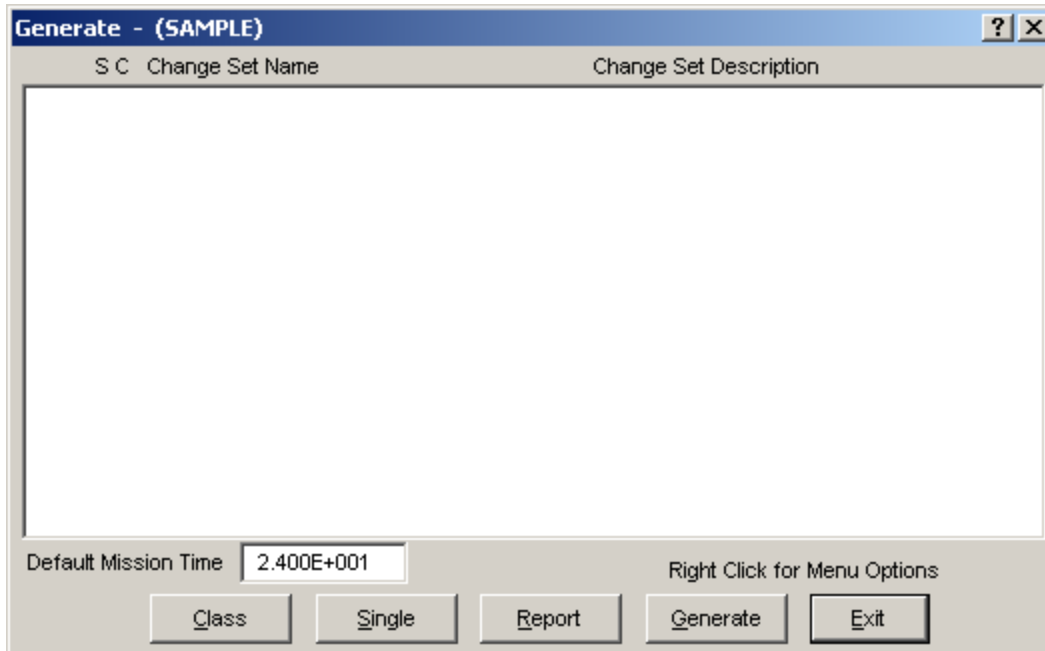 Generate - (SAMPLE)
S C Change Set Name Change Set Description
Default Mission Time 2.400E+001
Right Click for Menu Options
Class Single Report Generate Exit